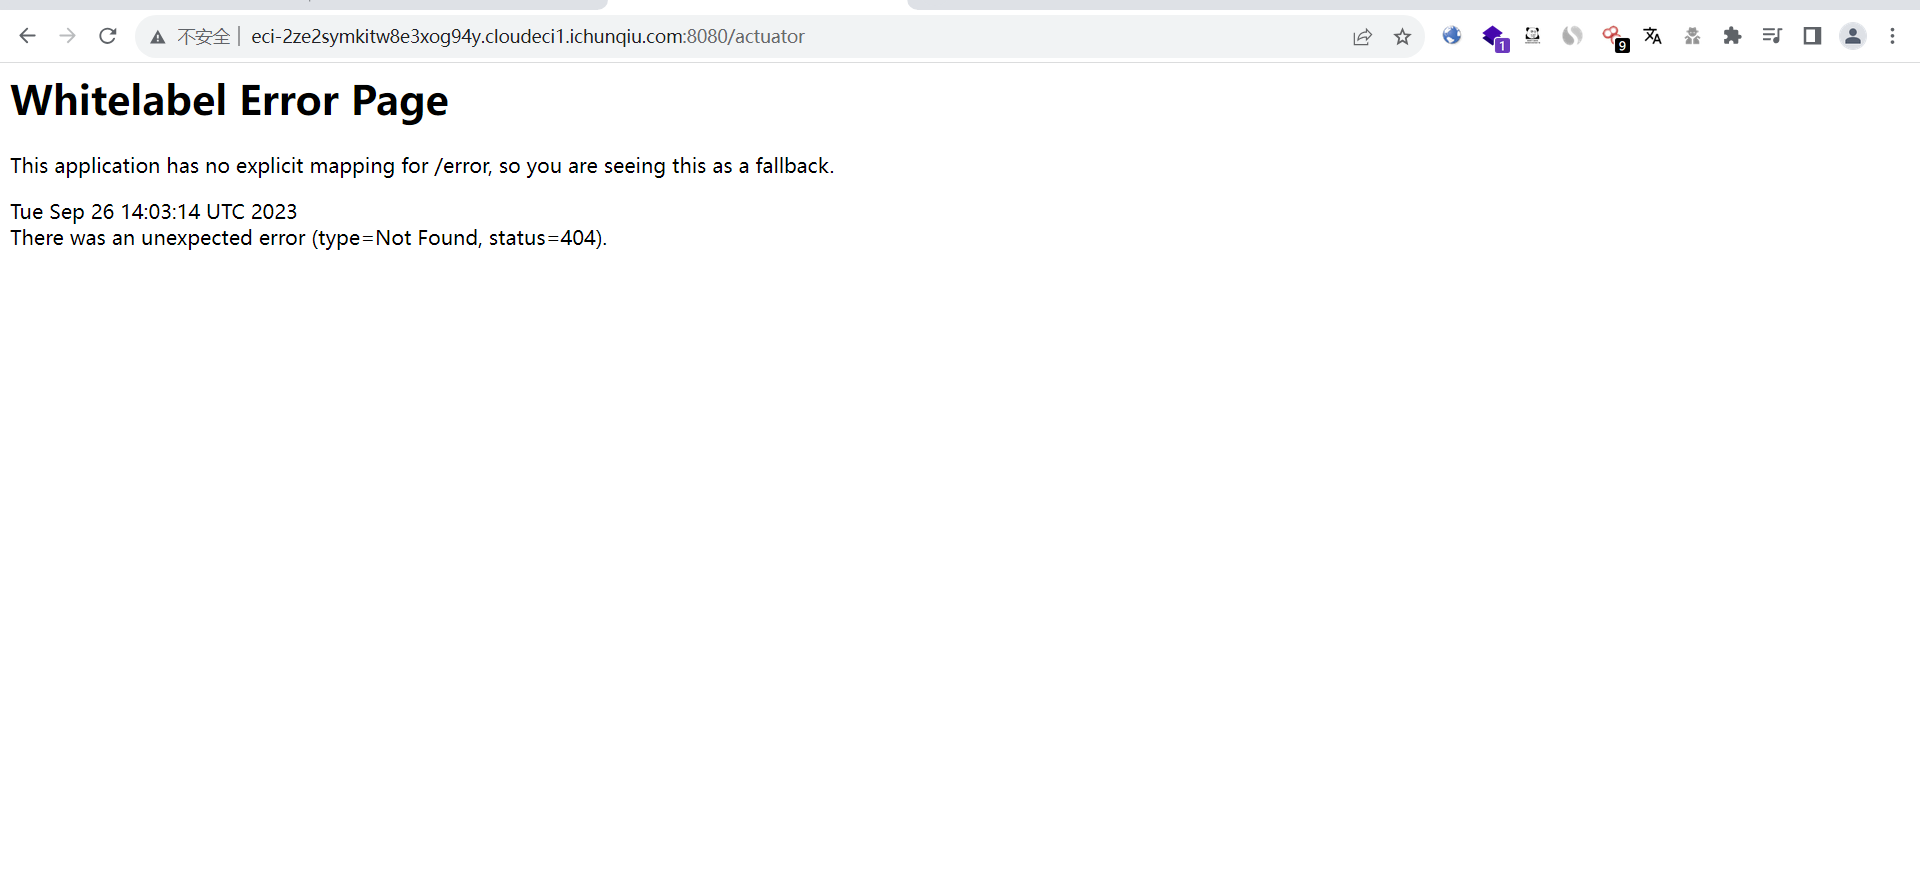 不安全 | eci-2ze2symkitw8e3xog94y.cloudeci1.ichunqiu.com:8080/actuator
1
9
Whitelabel Error Page
This application has no explicit mapping for /error, so you are seeing this as a fallback.
Tue Sep 26 14:03:14 UTC 2023
There was an unexpected error (type=Not Found, status=404).